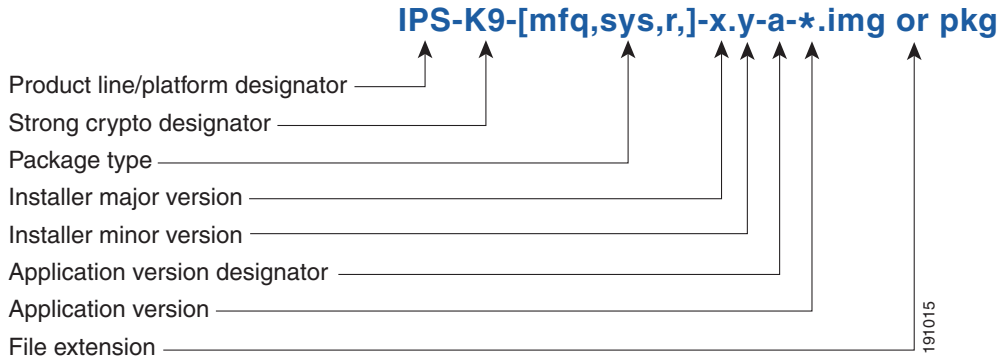 IPS-K9-[mfq,sys,r,]-x.y-a-*.img or pkg
Product line/platform designator
Strong crypto designator
Package type
Installer major version
Installer minor version
Application version designator
Application version
File extension
191015